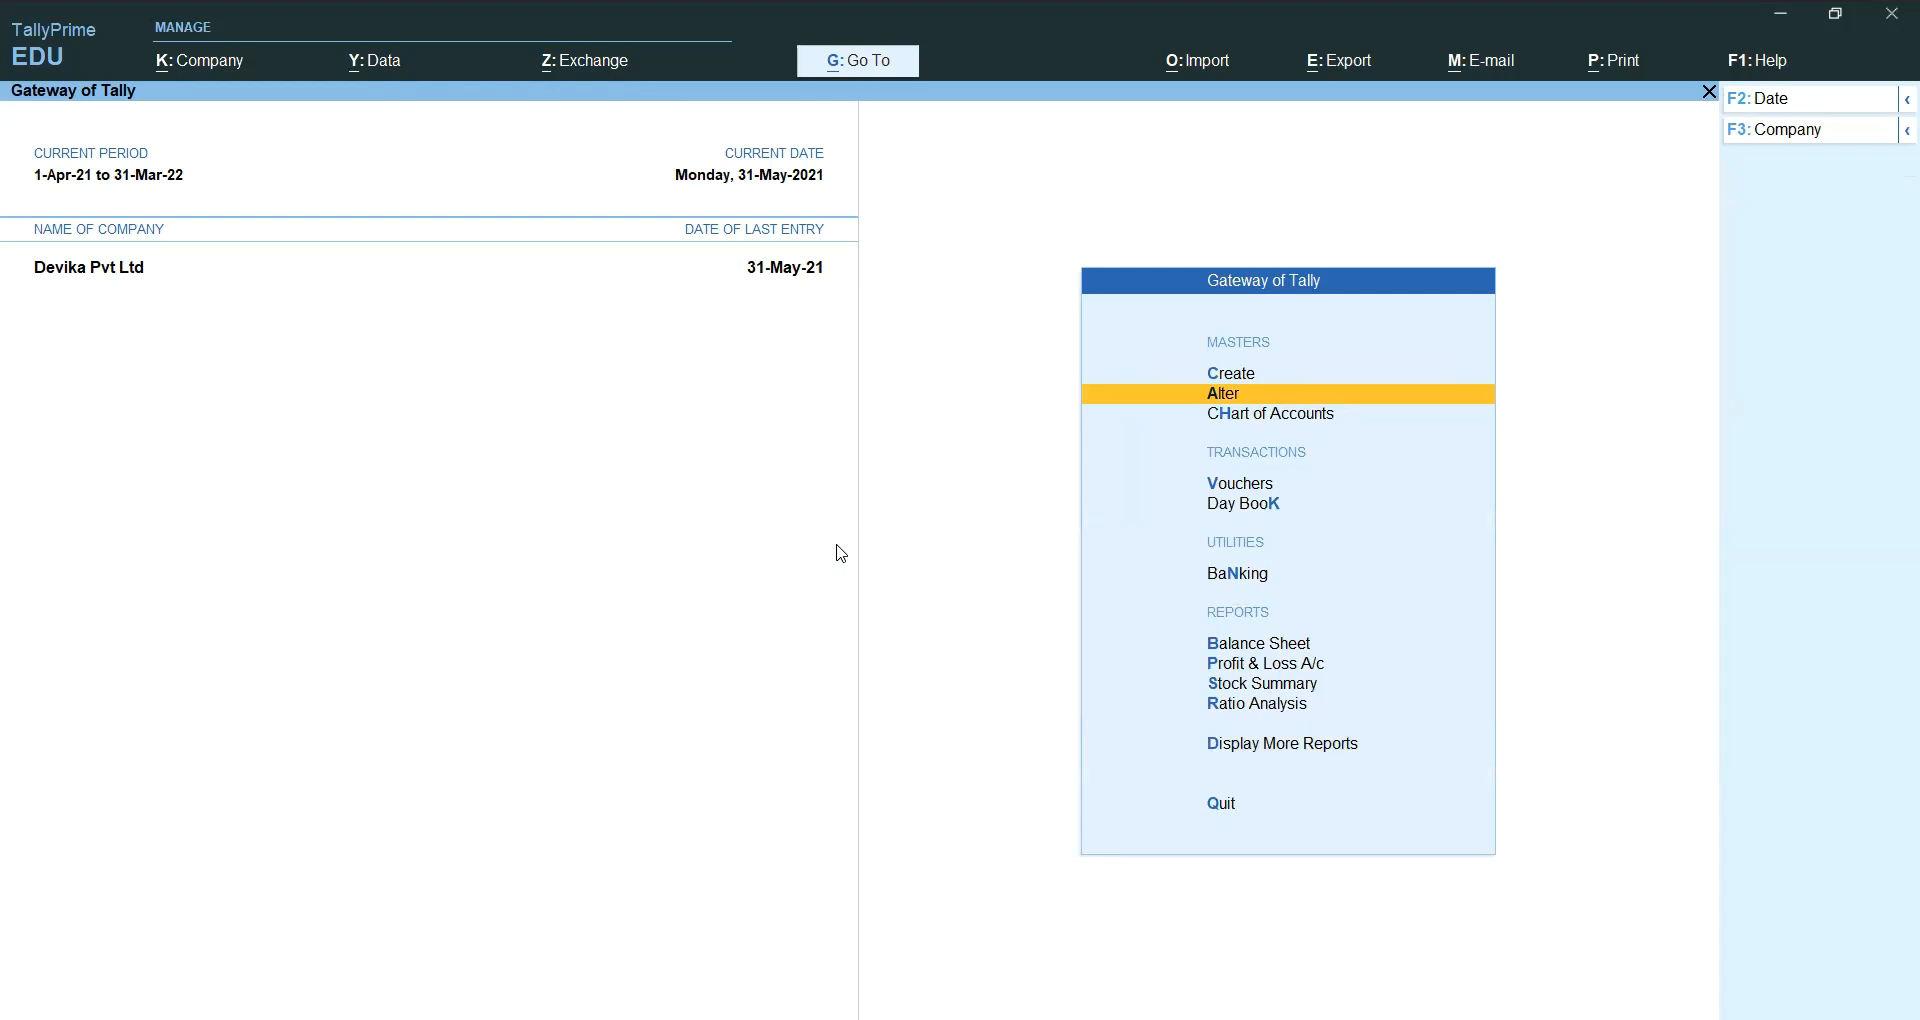 TallyPrime
EDU
MANAGE
K: Company
Y: Data
Z: Exchange
G: Go To
O: Import
E: Export
M: E-mail
P: Print
F1: Help
Gateway of Tally
F2: Date
F3: Company
CURRENT PERIOD
CURRENT DATE
1-Apr-21 to 31-Mar-22
Monday, 31-May-2021
NAME OF COMPANY
DATE OF LAST ENTRY
Devika Pvt Ltd
31-May-21
Gateway of Tally
MASTERS
Create
Alter
CHart of Accounts
TRANSACTIONS
Vouchers
Day BooK
UTILITIES
BaNking
REPORTS
Balance Sheet
Profit & Loss A/c
Stock Summary
Ratio Analysis
Display More Reports
Quit